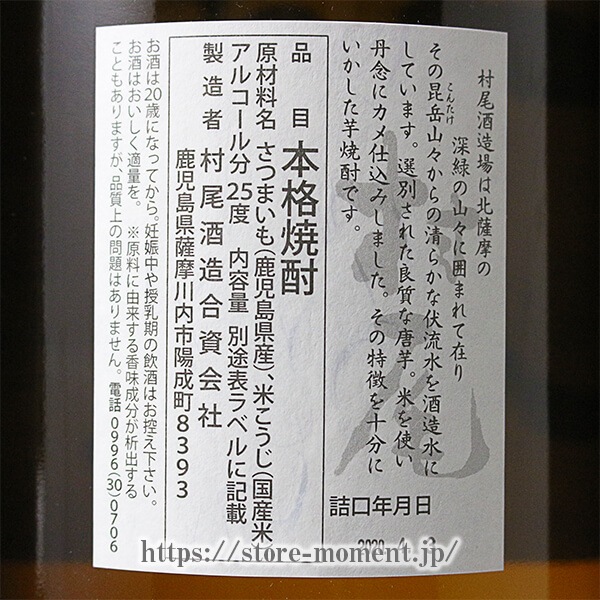 村尾酒造場は北薩摩の
深緑の山々に囲まれて在り
その昆岳山々からの清らかな伏流水を酒造水に
こんたけ
しています。選別された良質な唐芋。米を使い
丹念にカメ仕込みしました。その特徴を十分に
いかした芋焼酎です。
村尾
詰口年月日
品目 本格焼酎
原材料名 さつまいも(鹿児島県産)、米こうじ(国産米)
アルコール分 25度 内容量 別途表ラベルに記載
製造者 村尾酒造合資会社
鹿児島県薩摩川内市陽成町8393
お酒は20歳になってから。妊娠中や授乳期の飲酒はお控え下さい。
お酒はおいしく適量を。 ※原料に由来する香味成分が析出する
こともありますが、品質上の問題はありません。 電話 0996(30)0706
https://store-moment.jp/